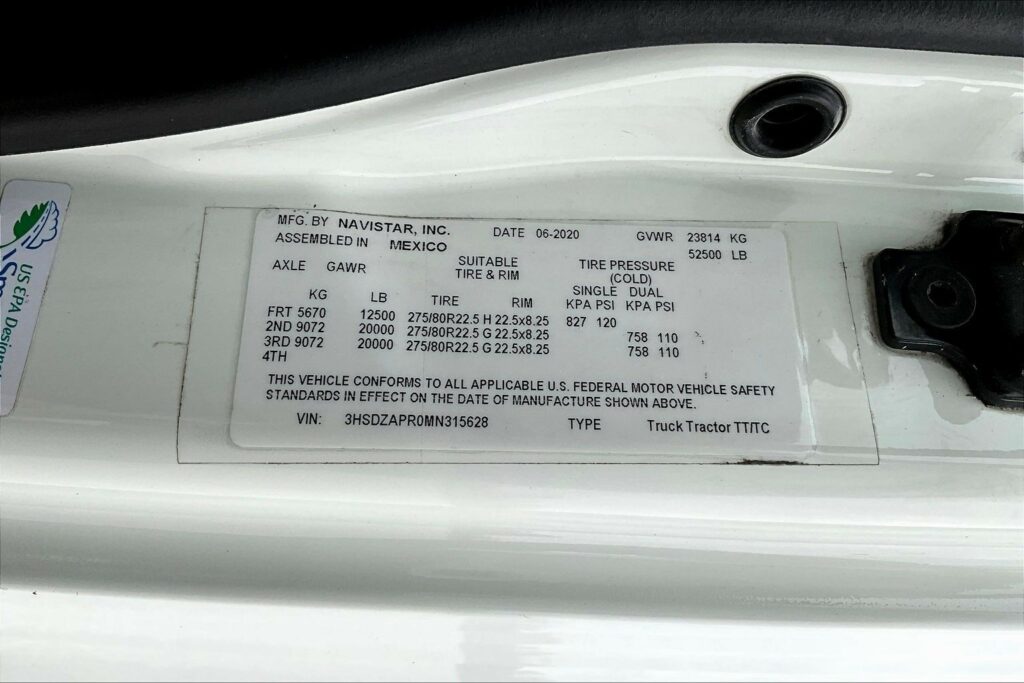 MFG. BY NAVISTAR, INC. DATE 06-2020 GVWR 23814 KG
ASSEMBLED IN MEXICO 52500 LB
AXLE GAWR SUITABLE TIRE & RIM TIRE PRESSURE (COLD)
SINGLE DUAL
KG LB TIRE RIM KPA PSI KPA PSI
FRT 5670 12500 275/80R22.5 H 22.5x8.25 827 120
2ND 9072 20000 275/80R22.5 G 22.5x8.25 758 110
3RD 9072 20000 275/80R22.5 G 22.5x8.25 758 110
4TH
THIS VEHICLE CONFORMS TO ALL APPLICABLE U.S. FEDERAL MOTOR VEHICLE SAFETY
STANDARDS IN EFFECT ON THE DATE OF MANUFACTURE SHOWN ABOVE.
VIN: 3HSDZAPR0MN315628 TYPE Truck Tractor TT/TC
US EPA